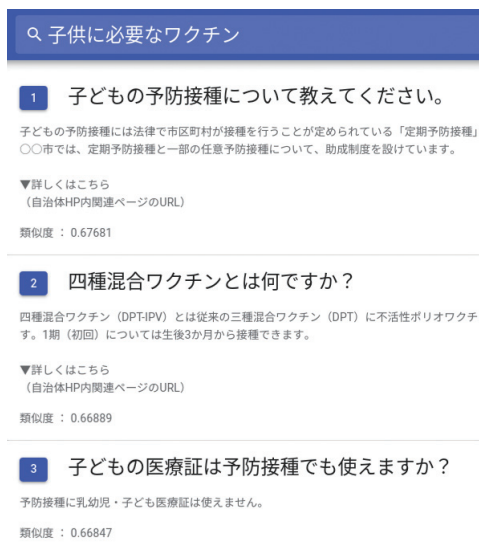 子供に必要なワクチン
1 子どもの予防接種について教えてください。
子どもの予防接種には法律で市区町村が接種を行うことが定められている「定期予防接種」
〇〇市では、定期予防接種と一部の任意予防接種について、助成制度を設けています。
▼詳しくはこちら
（自治体HP内関連ページのURL）
類似度 ： 0.67681
2 四種混合ワクチンとは何ですか？
四種混合ワクチン（DPT-IPV）とは従来の三種混合ワクチン（DPT）に不活性ポリオワクチ
す。1期（初回）については生後3か月から接種できます。
▼詳しくはこちら
（自治体HP内関連ページのURL）
類似度 ： 0.66889
3 子どもの医療証は予防接種でも使えますか？
予防接種に乳幼児・子ども医療証は使えません。
類似度 ： 0.66847